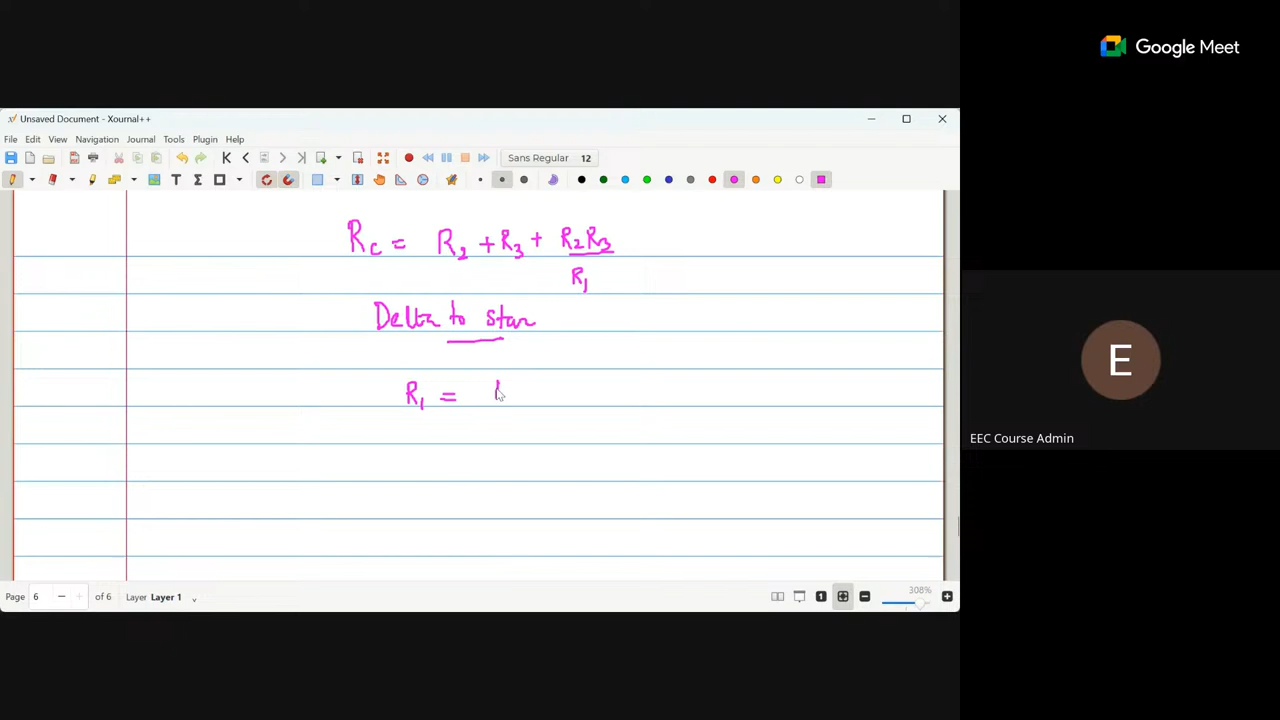 Google Meet
Unsaved Document - Xournal++
File Edit View Navigation Journal Tools Plugin Help
Sans Regular 12
Rc = R2 + R3 + R2R3/R1
Delta to star
R1 =
E
EEC Course Admin
Page 6 of 6 Layer Layer 1
308%